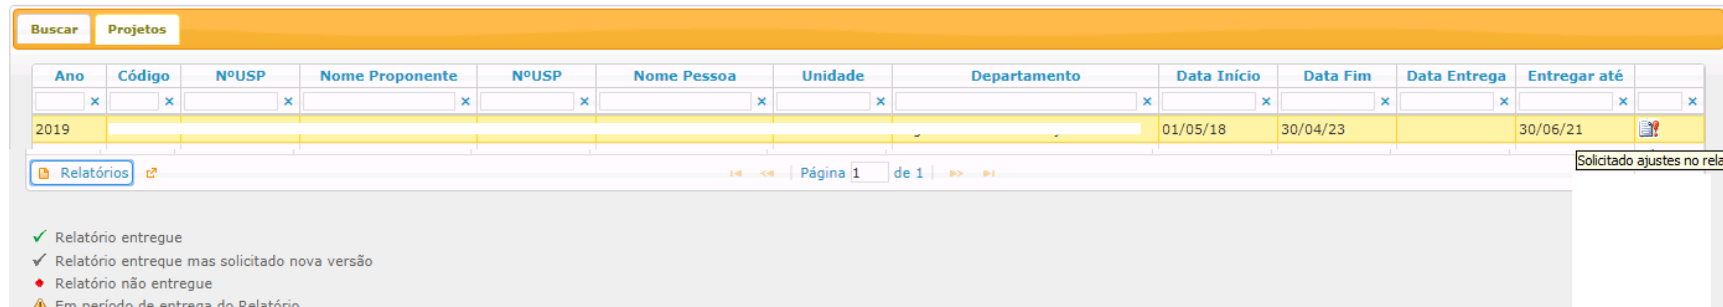 Buscar Projetos
Ano Código NºUSP Nome Proponente NºUSP Nome Pessoa Unidade Departamento Data Início Data Fim Data Entrega Entregar até
× × × × × × × × × × × × ×
2019 01/05/18 30/04/23 30/06/21
Solicitado ajustes no rela
Relatórios Página 1 de 1
Relatório entregue
Relatório entregue mas solicitado nova versão
Relatório não entregue
Em período de entrega do Relatório